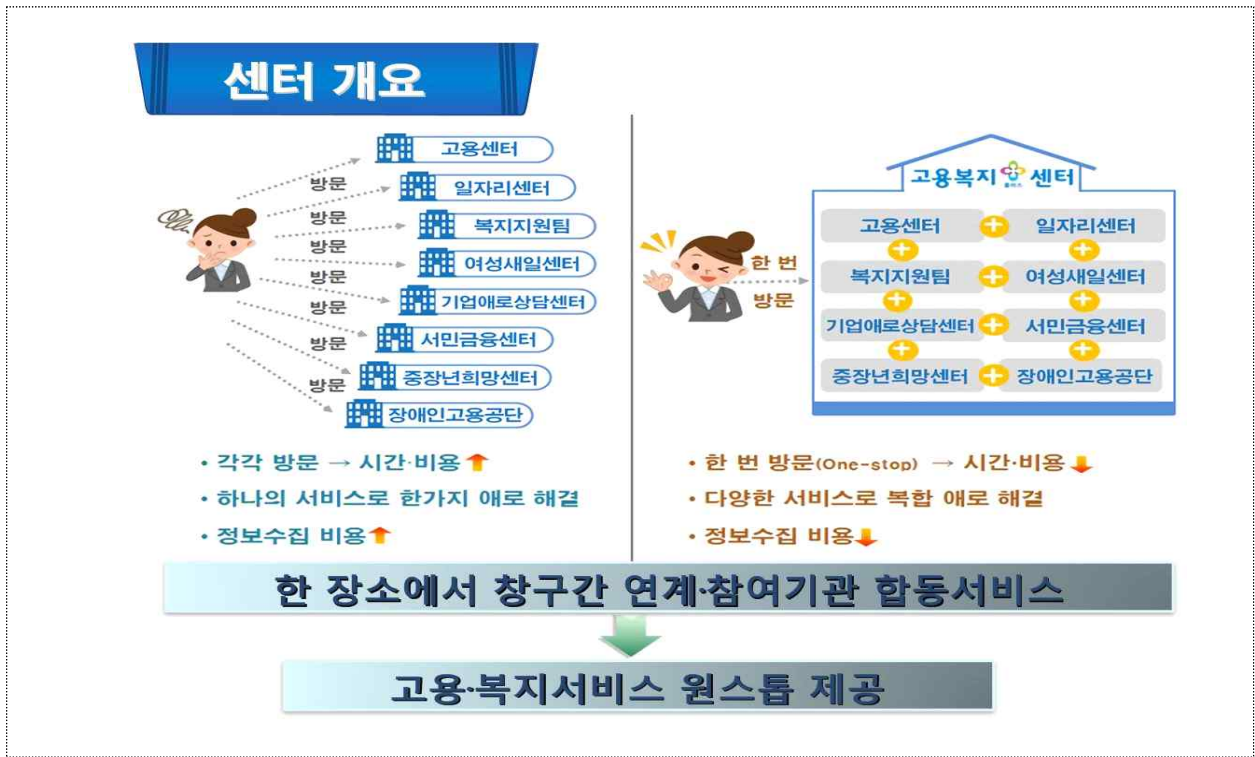 센터 개요
고용센터
방문
일자리센터
방문
복지지원팀
방문
여성새일센터
방문
기업애로상담센터
방문
서민금융센터
방문
중장년희망센터
방문
장애인고용공단
• 각각 방문 → 시간·비용⬆
• 하나의 서비스로 한가지 애로 해결
• 정보수집 비용⬆
고용복지플러스센터
한 번
방문
고용센터 + 일자리센터
+ +
복지지원팀 + 여성새일센터
+ +
기업애로상담센터 + 서민금융센터
+ +
중장년희망센터 + 장애인고용공단
• 한 번 방문(One-stop) → 시간·비용⬇
• 다양한 서비스로 복합 애로 해결
• 정보수집 비용⬇
한 장소에서 창구간 연계·참여기관 합동서비스
고용·복지서비스 원스톱 제공